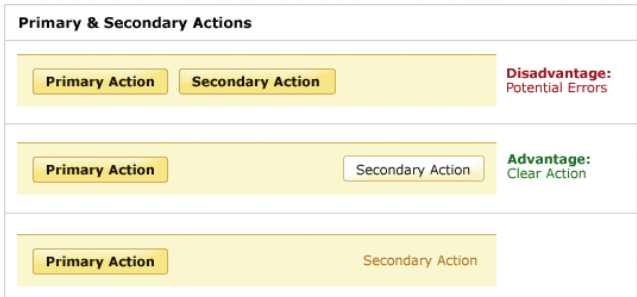 Primary & Secondary Actions
Primary Action Secondary Action
Disadvantage:
Potential Errors
Primary Action Secondary Action
Advantage:
Clear Action
Primary Action Secondary Action